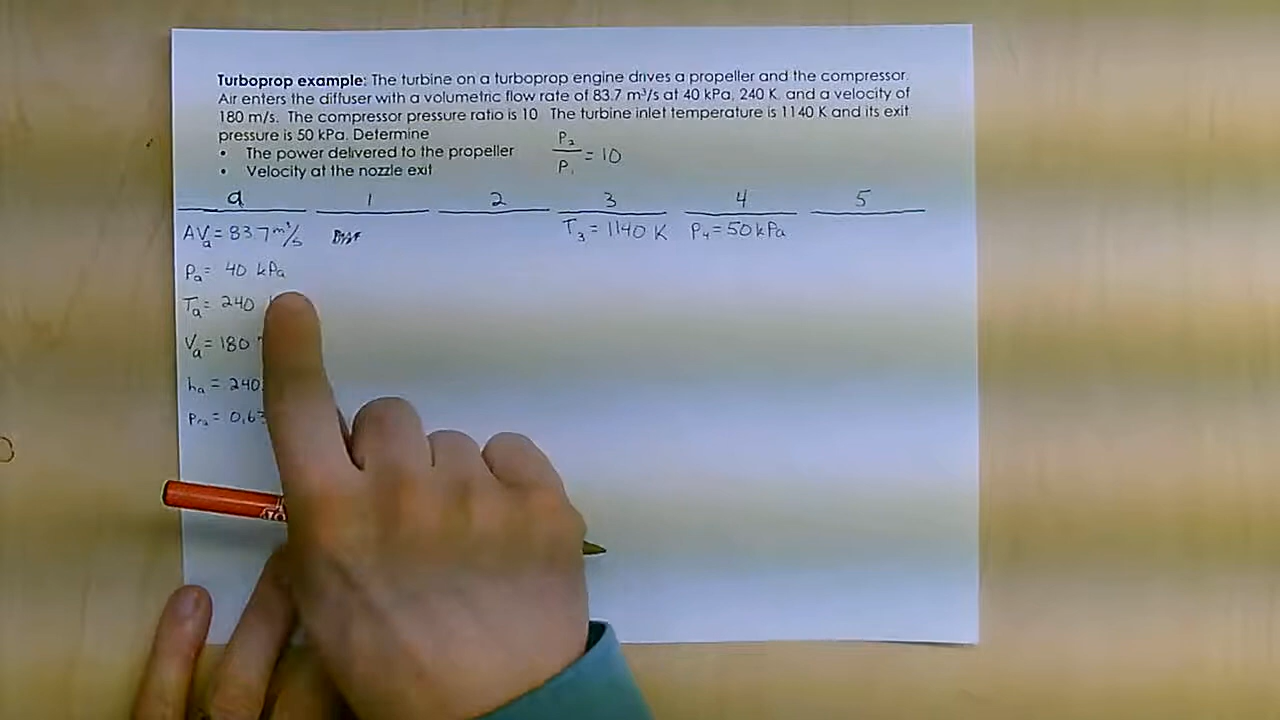 Turboprop example: The turbine on a turboprop engine drives a propeller and the compressor.
Air enters the diffuser with a volumetric flow rate of 83.7 m³/s at 40 kPa, 240 K, and a velocity of
180 m/s. The compressor pressure ratio is 10 The turbine inlet temperature is 1140 K and its exit
pressure is 50 kPa. Determine
• The power delivered to the propeller
• Velocity at the nozzle exit
P₂/P₁ = 10
a 1 2 3 4 5
AVₐ = 83.7 m³/s T₃ = 1140 K P₄ = 50 kPa
Pₐ = 40 kPa
Tₐ = 240
Vₐ = 180
hₐ = 240
Prₐ = 0.63